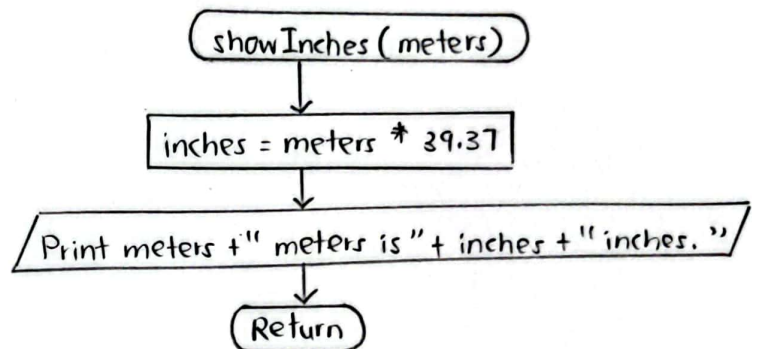 showInches (meters)
inches = meters * 39.37
Print meters +" meters is" + inches + "inches."
Return